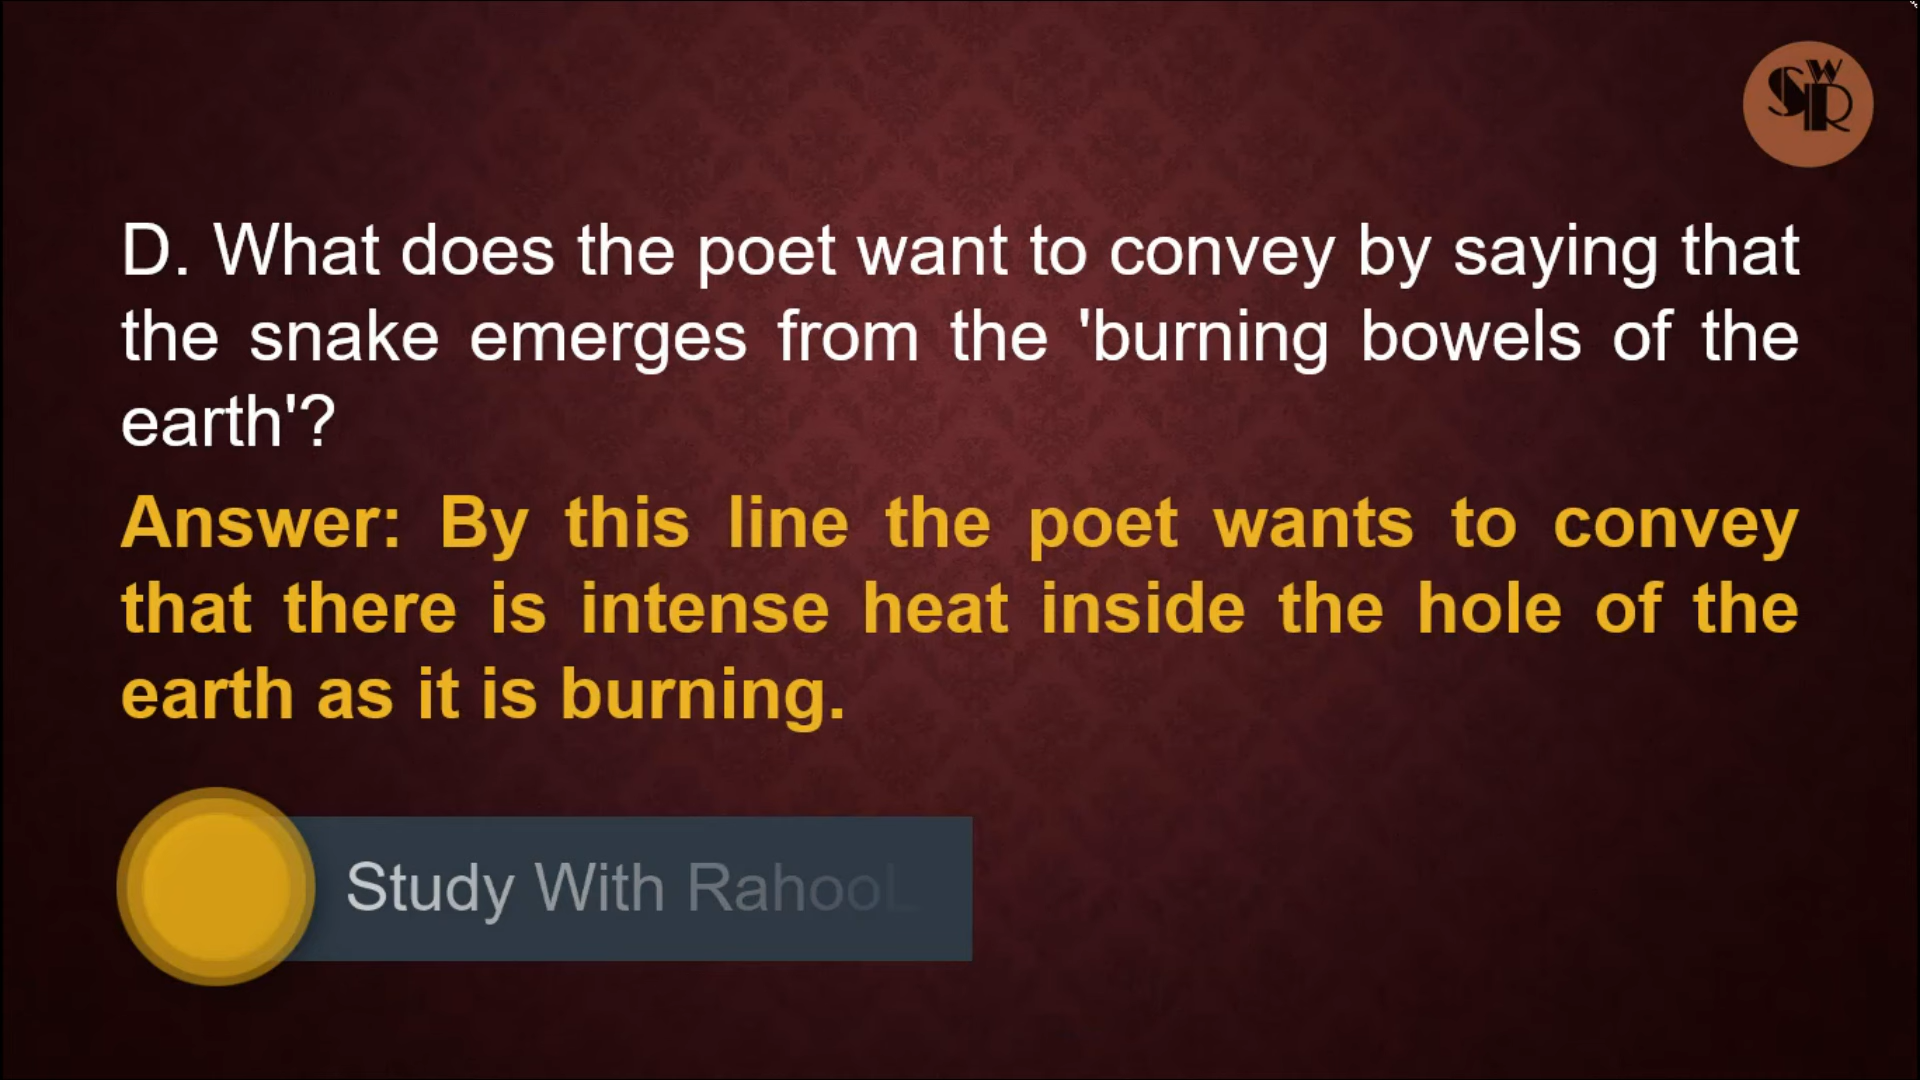 SWR
D. What does the poet want to convey by saying that
the snake emerges from the 'burning bowels of the
earth'?
Answer: By this line the poet wants to convey
that there is intense heat inside the hole of the
earth as it is burning.
Study With RahooL